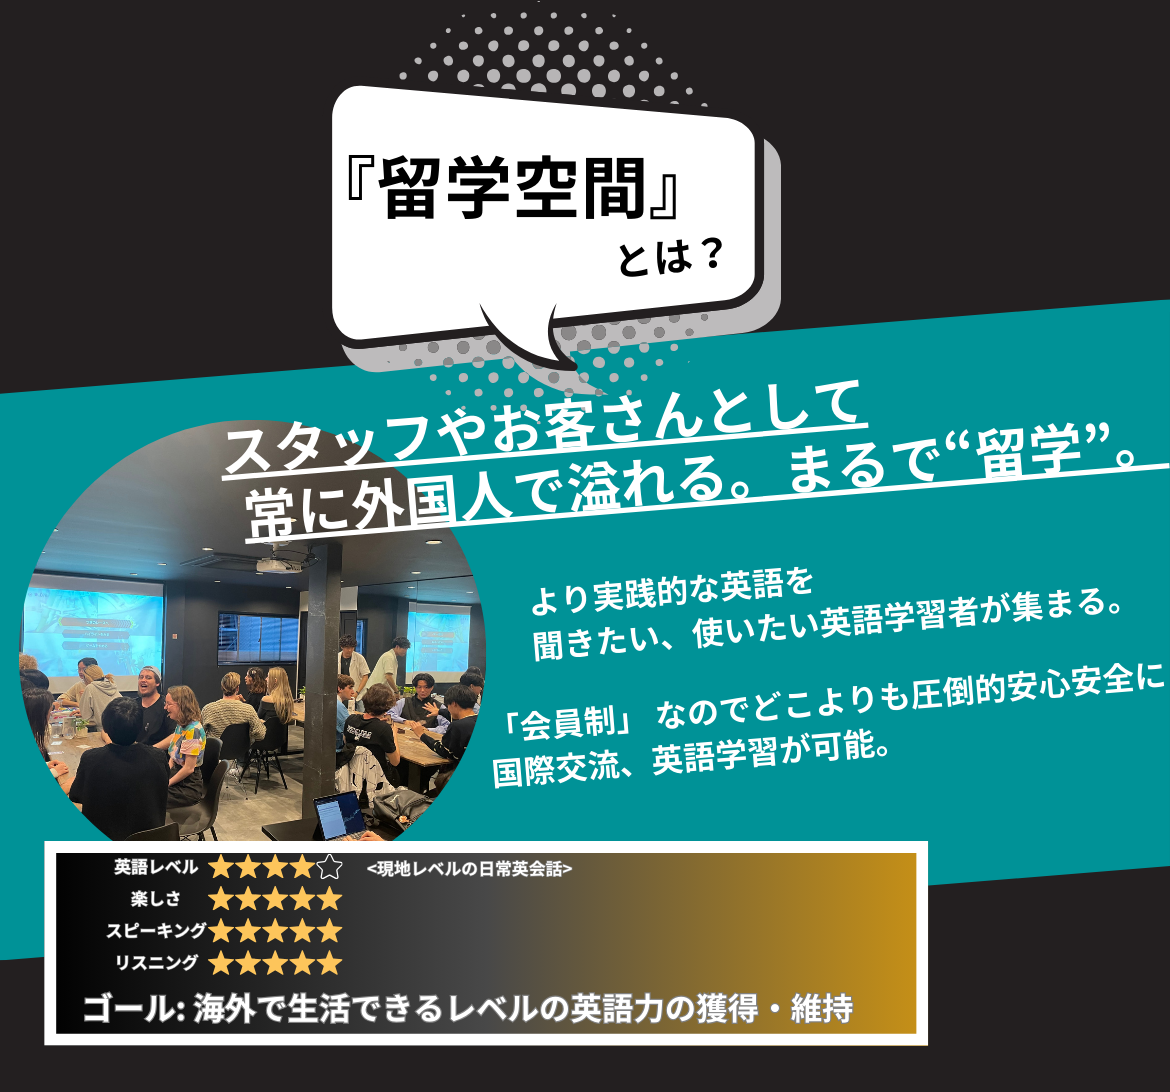 『留学空間』
とは？
スタッフやお客さんとして
常に外国人で溢れる。まるで“留学”。
より実践的な英語を
聞きたい、使いたい英語学習者が集まる。
「会員制」 なのでどこよりも圧倒的安心安全に
国際交流、英語学習が可能。
英語レベル ★★★★☆ <現地レベルの日常英会話>
楽しさ ★★★★★
スピーキング★★★★★
リスニング ★★★★★
ゴール: 海外で生活できるレベルの英語力の獲得・維持